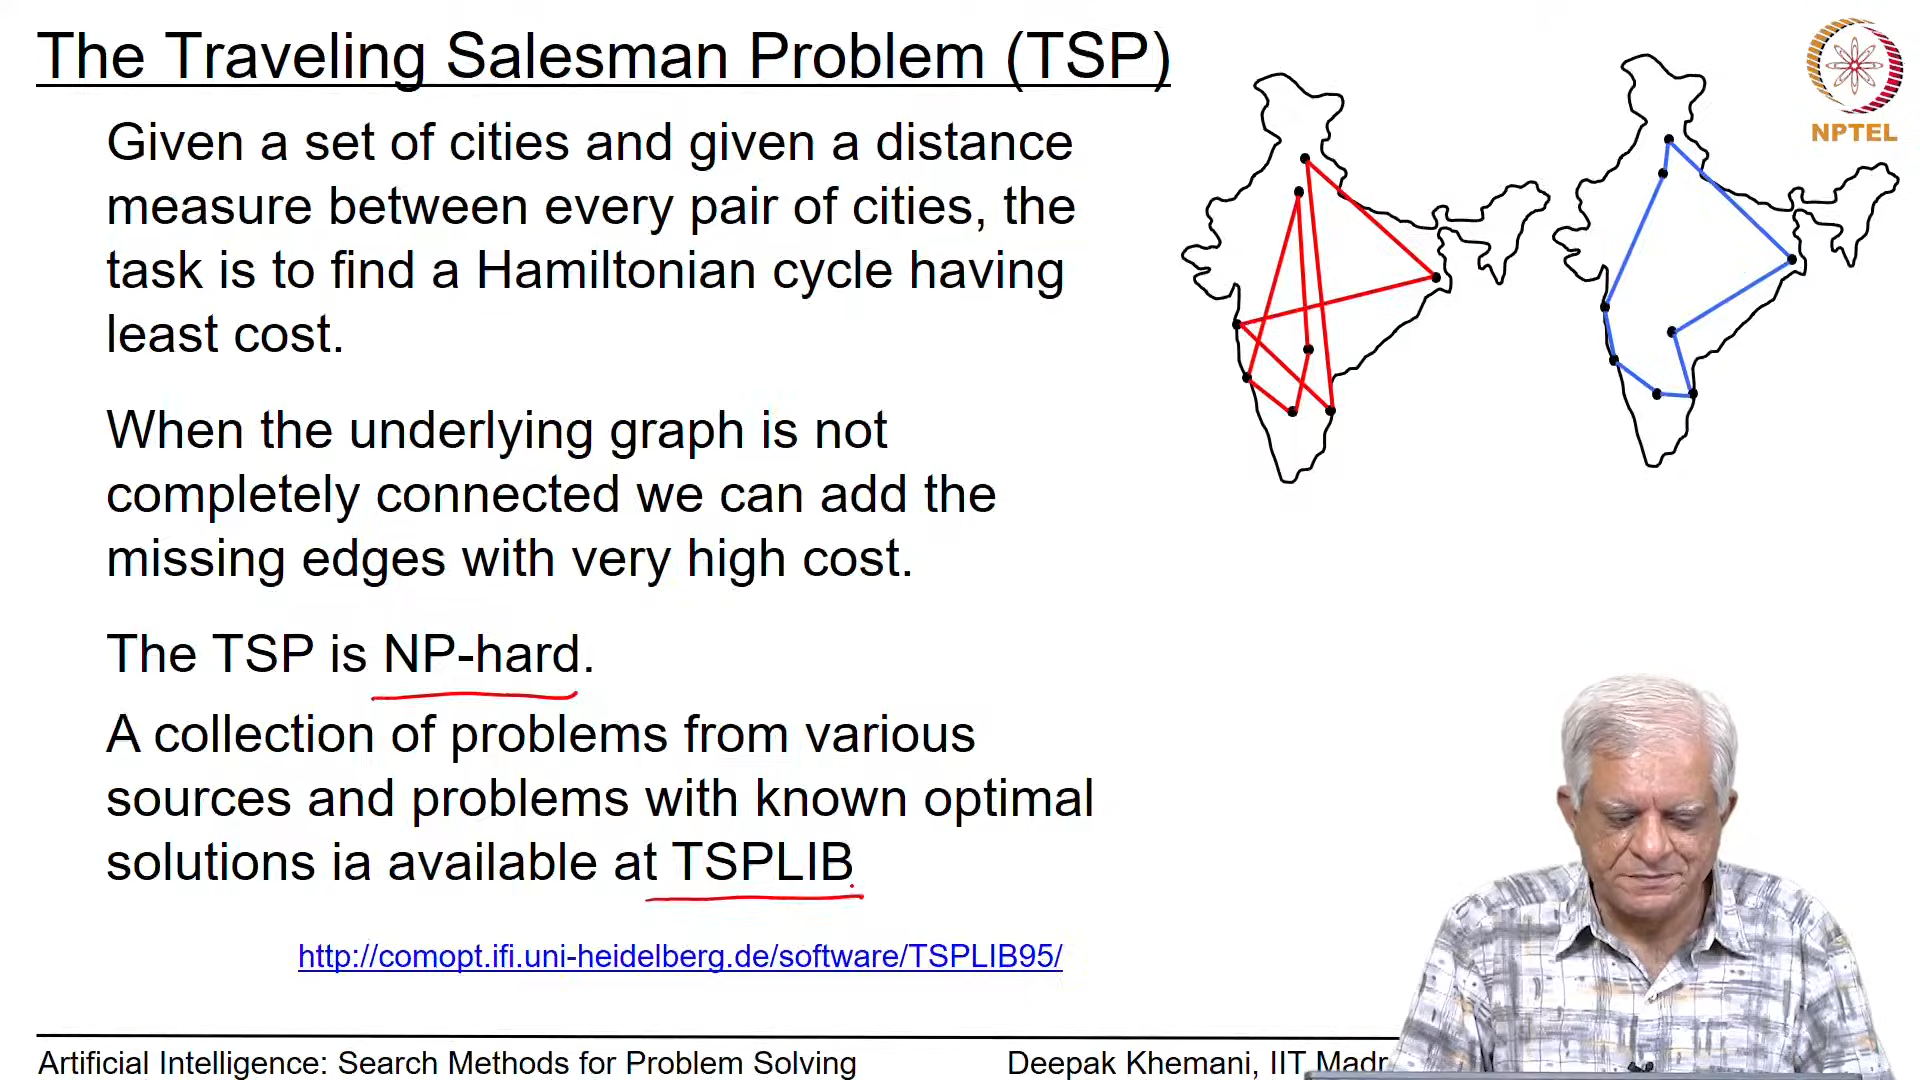 The Traveling Salesman Problem (TSP)
NPTEL
Given a set of cities and given a distance
measure between every pair of cities, the
task is to find a Hamiltonian cycle having
least cost.
When the underlying graph is not
completely connected we can add the
missing edges with very high cost.
The TSP is NP-hard.
A collection of problems from various
sources and problems with known optimal
solutions ia available at TSPLIB
http://comopt.ifi.uni-heidelberg.de/software/TSPLIB95/
Artificial Intelligence: Search Methods for Problem Solving
Deepak Khemani, IIT Madr